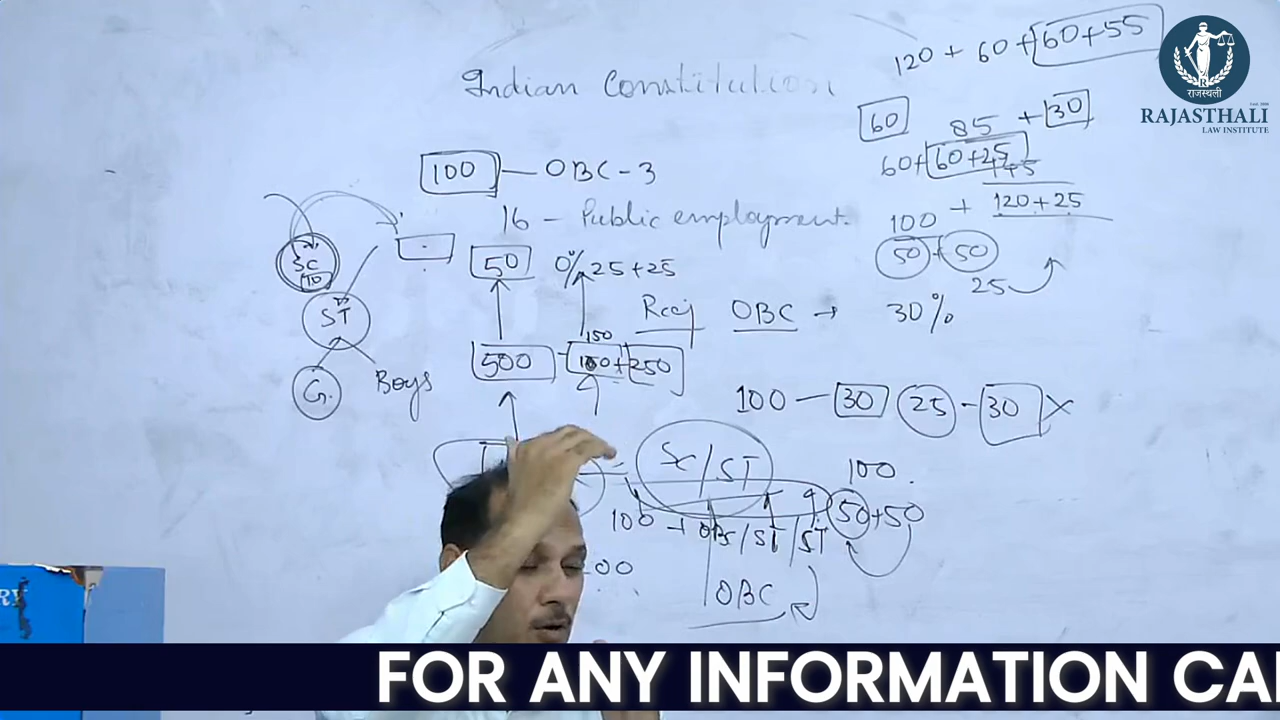 120 + 60 + 60+55
राजस्थली
RAJASTHALI
LAW INSTITUTE
Indian Constitution
60 85 + 30
60+ 60+25
100 — OBC-3
120+25
16 - Public employment.
100 +
SC
10
50 0% 25+25
50 + 50
25
ST
Raj OBC → 30%
150
500 - 100+250
G. Boys
100 — 30 25 - 30 X
SC/ST
100
50+50
100 + OBC/ST/ST
00
OBC
FOR ANY INFORMATION CA